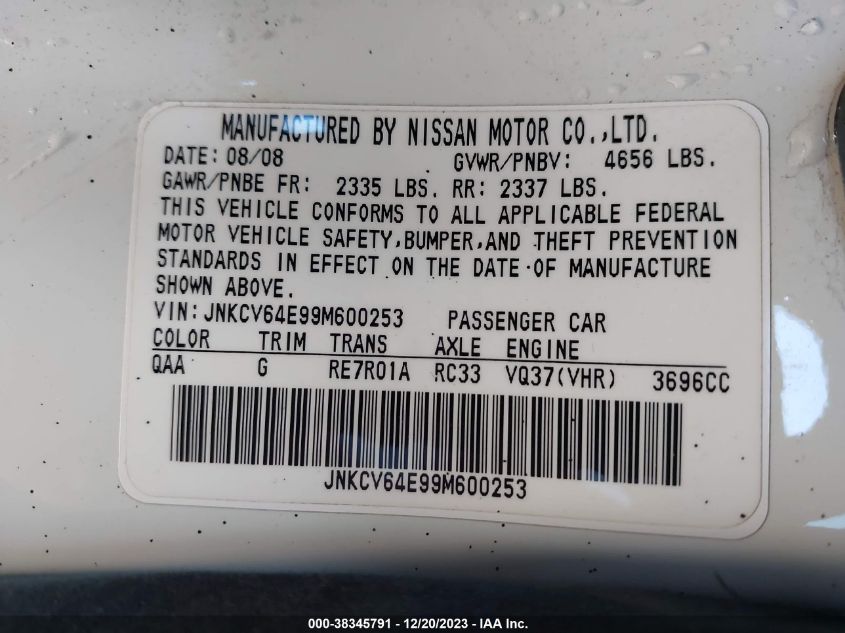 MANUFACTURED BY NISSAN MOTOR CO.,LTD.
DATE: 08/08 GVWR/PNBV: 4656 LBS.
GAWR/PNBE FR: 2335 LBS. RR: 2337 LBS.
THIS VEHICLE CONFORMS TO ALL APPLICABLE FEDERAL
MOTOR VEHICLE SAFETY,BUMPER,AND THEFT PREVENTION
STANDARDS IN EFFECT ON THE DATE OF MANUFACTURE
SHOWN ABOVE.
VIN: JNKCV64E99M600253 PASSENGER CAR
COLOR TRIM TRANS AXLE ENGINE
QAA G RE7R01A RC33 VQ37(VHR) 3696CC
JNKCV64E99M600253
000-38345791 - 12/20/2023 - IAA Inc.